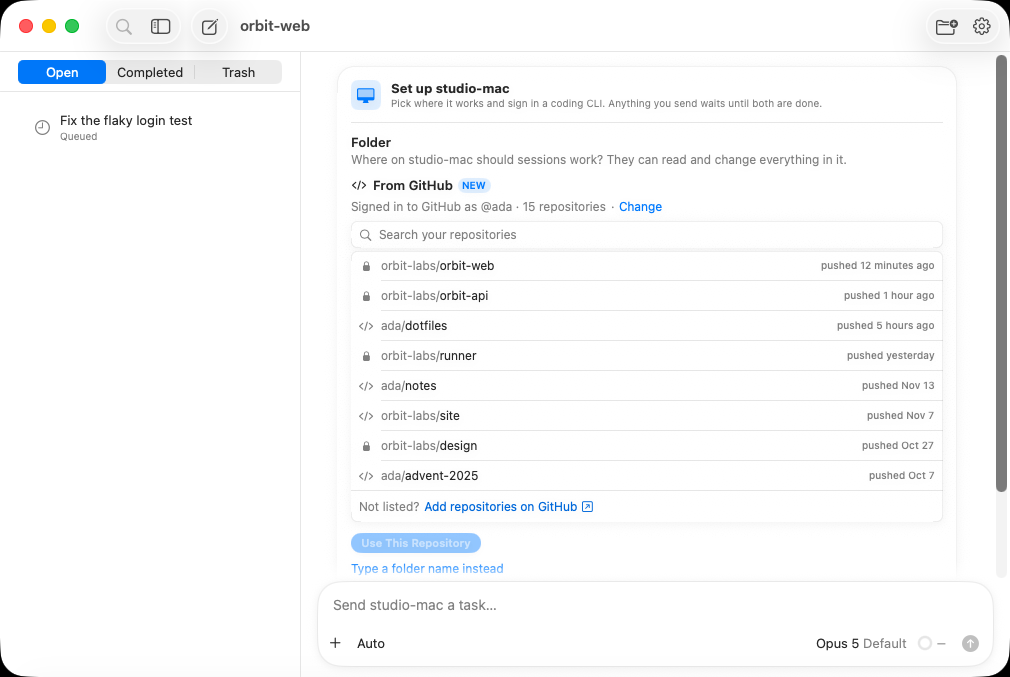 orbit-web
Open
Completed
Trash
Fix the flaky login test
Queued
Set up studio-mac
Pick where it works and sign in a coding CLI. Anything you send waits until both are done.
Folder
Where on studio-mac should sessions work? They can read and change everything in it.
From GitHub NEW
Signed in to GitHub as @ada · 15 repositories · Change
Search your repositories
orbit-labs/orbit-web pushed 12 minutes ago
orbit-labs/orbit-api pushed 1 hour ago
ada/dotfiles pushed 5 hours ago
orbit-labs/runner pushed yesterday
ada/notes pushed Nov 13
orbit-labs/site pushed Nov 7
orbit-labs/design pushed Oct 27
ada/advent-2025 pushed Oct 7
Not listed? Add repositories on GitHub
Use This Repository
Type a folder name instead
Send studio-mac a task...
+ Auto
Opus 5 Default –